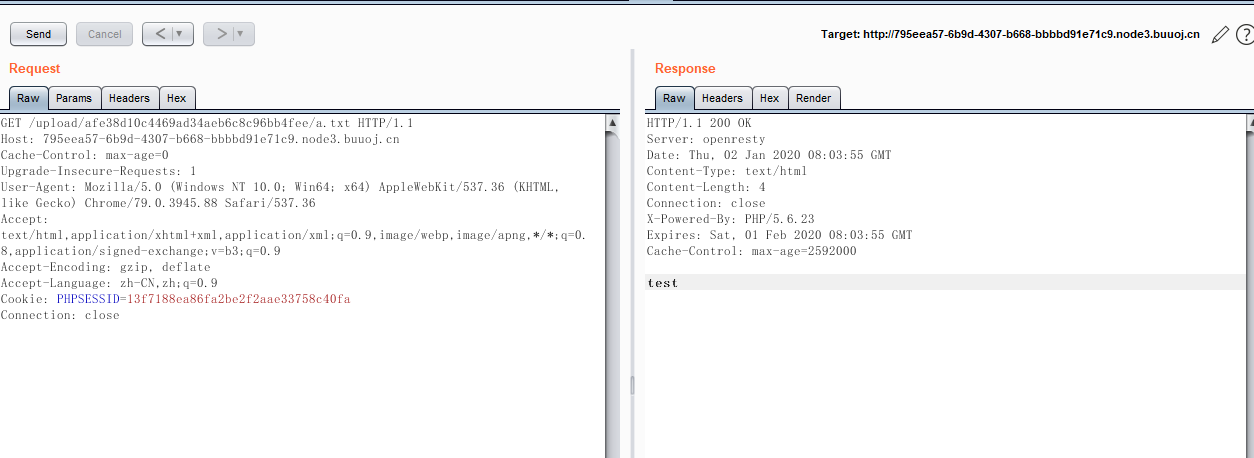 Send
Cancel
<
>
Target: http://795eea57-6b9d-4307-b668-bbbbd91e71c9.node3.buuoj.cn
?
Request
Raw Params Headers Hex
GET /upload/afe38d10c4469ad34aeb6c8c96bb4fee/a.txt HTTP/1.1
Host: 795eea57-6b9d-4307-b668-bbbbd91e71c9.node3.buuoj.cn
Cache-Control: max-age=0
Upgrade-Insecure-Requests: 1
User-Agent: Mozilla/5.0 (Windows NT 10.0; Win64; x64) AppleWebKit/537.36 (KHTML,
like Gecko) Chrome/79.0.3945.88 Safari/537.36
Accept:
text/html,application/xhtml+xml,application/xml;q=0.9,image/webp,image/apng,*/*;q=0.
8,application/signed-exchange;v=b3;q=0.9
Accept-Encoding: gzip, deflate
Accept-Language: zh-CN,zh;q=0.9
Cookie: PHPSESSID=13f7188ea86fa2be2f2aae33758c40fa
Connection: close
Response
Raw Headers Hex Render
HTTP/1.1 200 OK
Server: openresty
Date: Thu, 02 Jan 2020 08:03:55 GMT
Content-Type: text/html
Content-Length: 4
Connection: close
X-Powered-By: PHP/5.6.23
Expires: Sat, 01 Feb 2020 08:03:55 GMT
Cache-Control: max-age=2592000
test